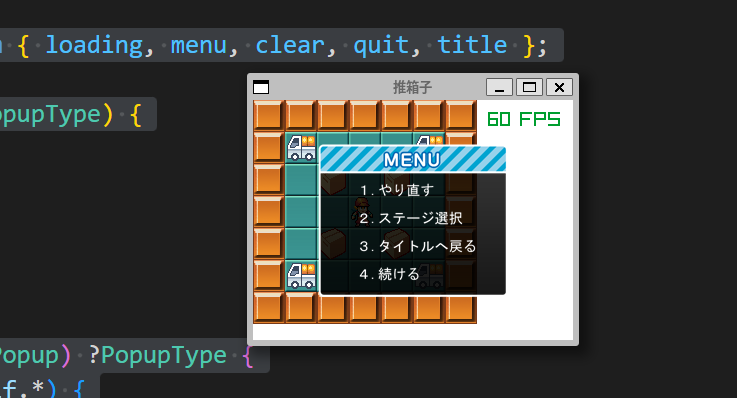 { loading, menu, clear, quit, title };
opupType) {
推箱子
60 FPS
MENU
1.やり直す
2.ステージ選択
3.タイトルへ戻る
4.続ける
Popup) ?PopupType {
f.*) {